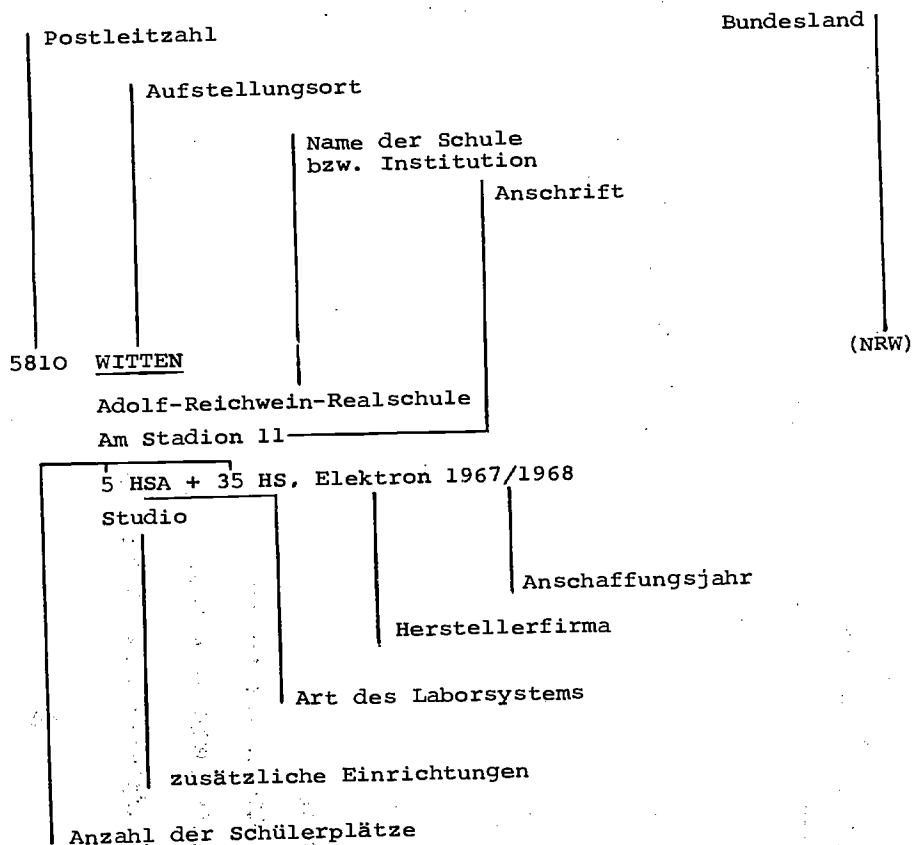 Postleitzahl
Bundesland
Aufstellungsort
Name der Schule
bzw. Institution
Anschrift
5810 WITTEN (NRW)
Adolf-Reichwein-Realschule
Am Stadion 11
5 HSA + 35 HS, Elektron 1967/1968
Studio
Anschaffungsjahr
Herstellerfirma
Art des Laborsystems
zusätzliche Einrichtungen
Anzahl der Schülerplätze